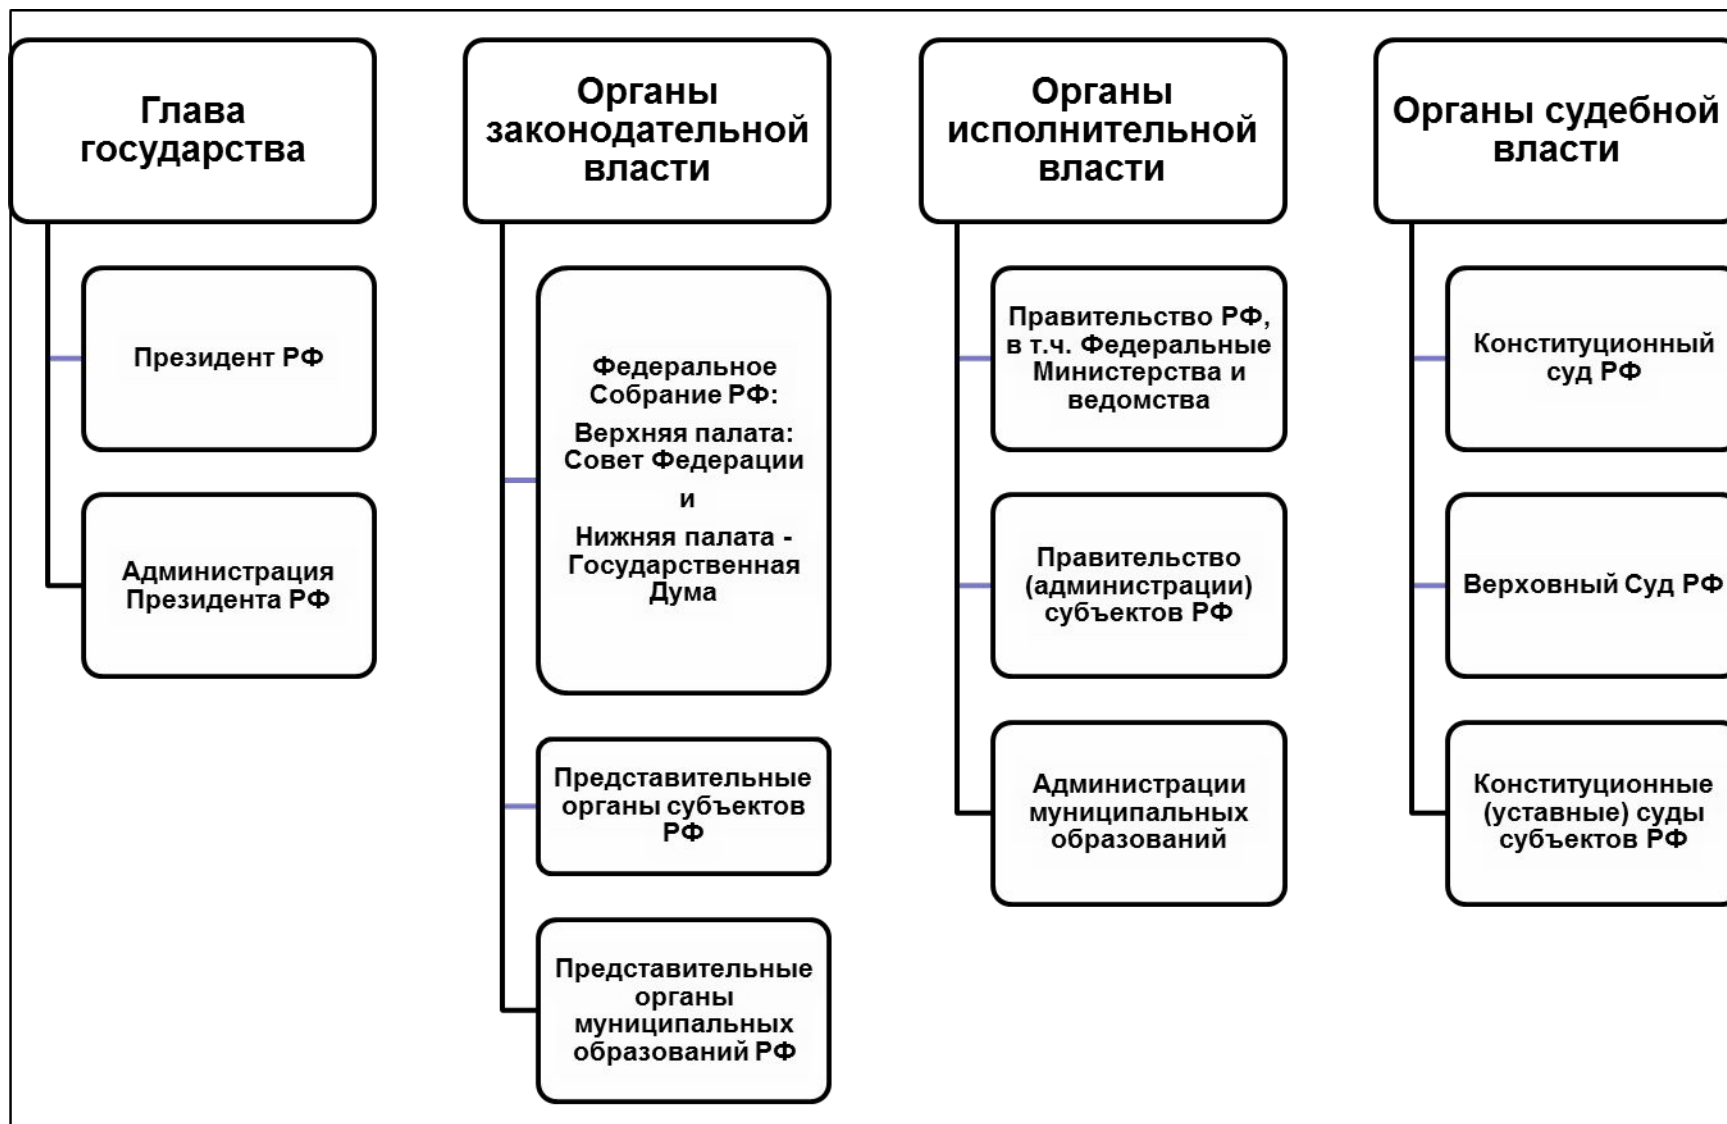 Глава
государства
Президент РФ
Администрация
Президента РФ
Органы
законодательной
власти
Федеральное
Собрание РФ:
Верхняя палата:
Совет Федерации
и
Нижняя палата -
Государственная
Дума
Представительные
органы субъектов
РФ
Представительные
органы
муниципальных
образований РФ
Органы
исполнительной
власти
Правительство РФ,
в т.ч. Федеральные
Министерства и
ведомства
Правительство
(администрации)
субъектов РФ
Администрации
муниципальных
образований
Органы судебной
власти
Конституционный
суд РФ
Верховный Суд РФ
Конституционные
(уставные) суды
субъектов РФ